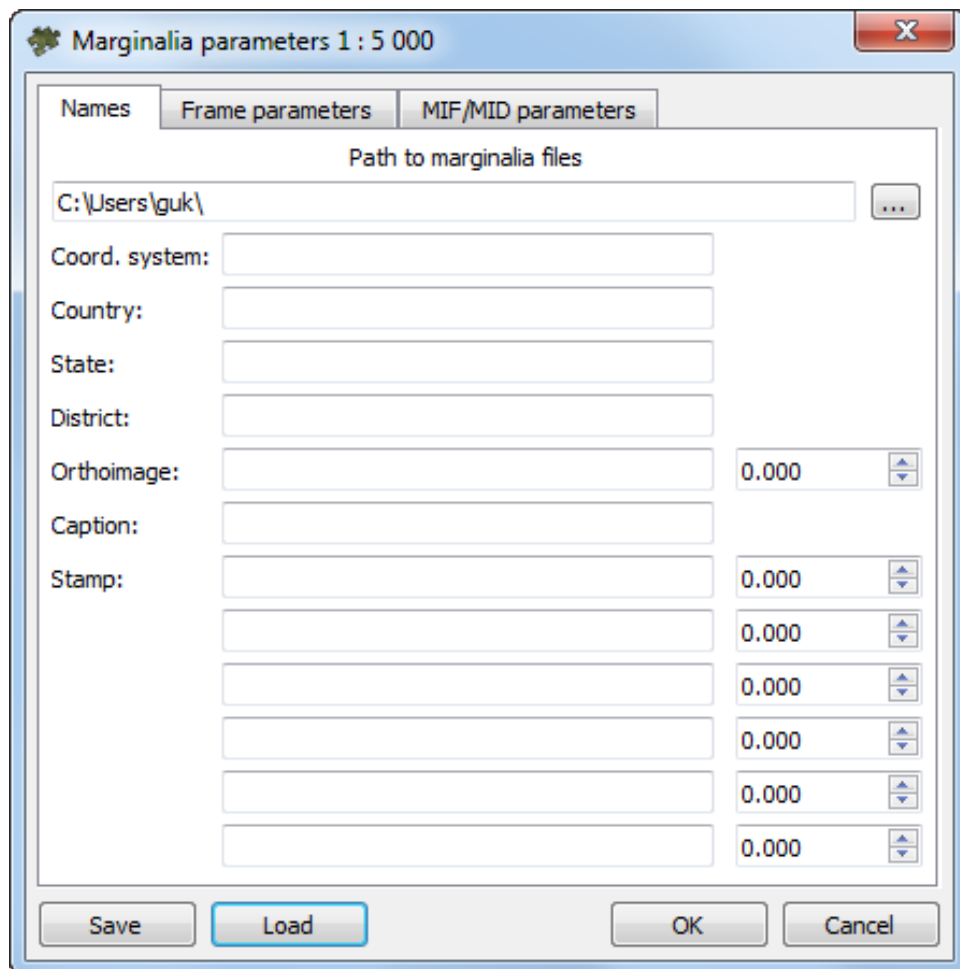 Marginalia parameters 1 : 5 000
Names Frame parameters MIF/MID parameters
Path to marginalia files
C:\Users\guk\ ...
Coord. system:
Country:
State:
District:
Orthoimage: 0.000
Caption:
Stamp: 0.000
0.000
0.000
0.000
0.000
0.000
Save Load OK Cancel